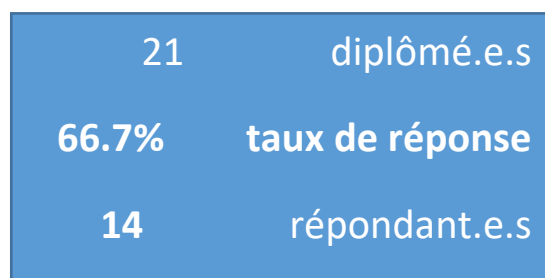 21 diplômé.e.s
66.7% taux de réponse
14 répondant.e.s